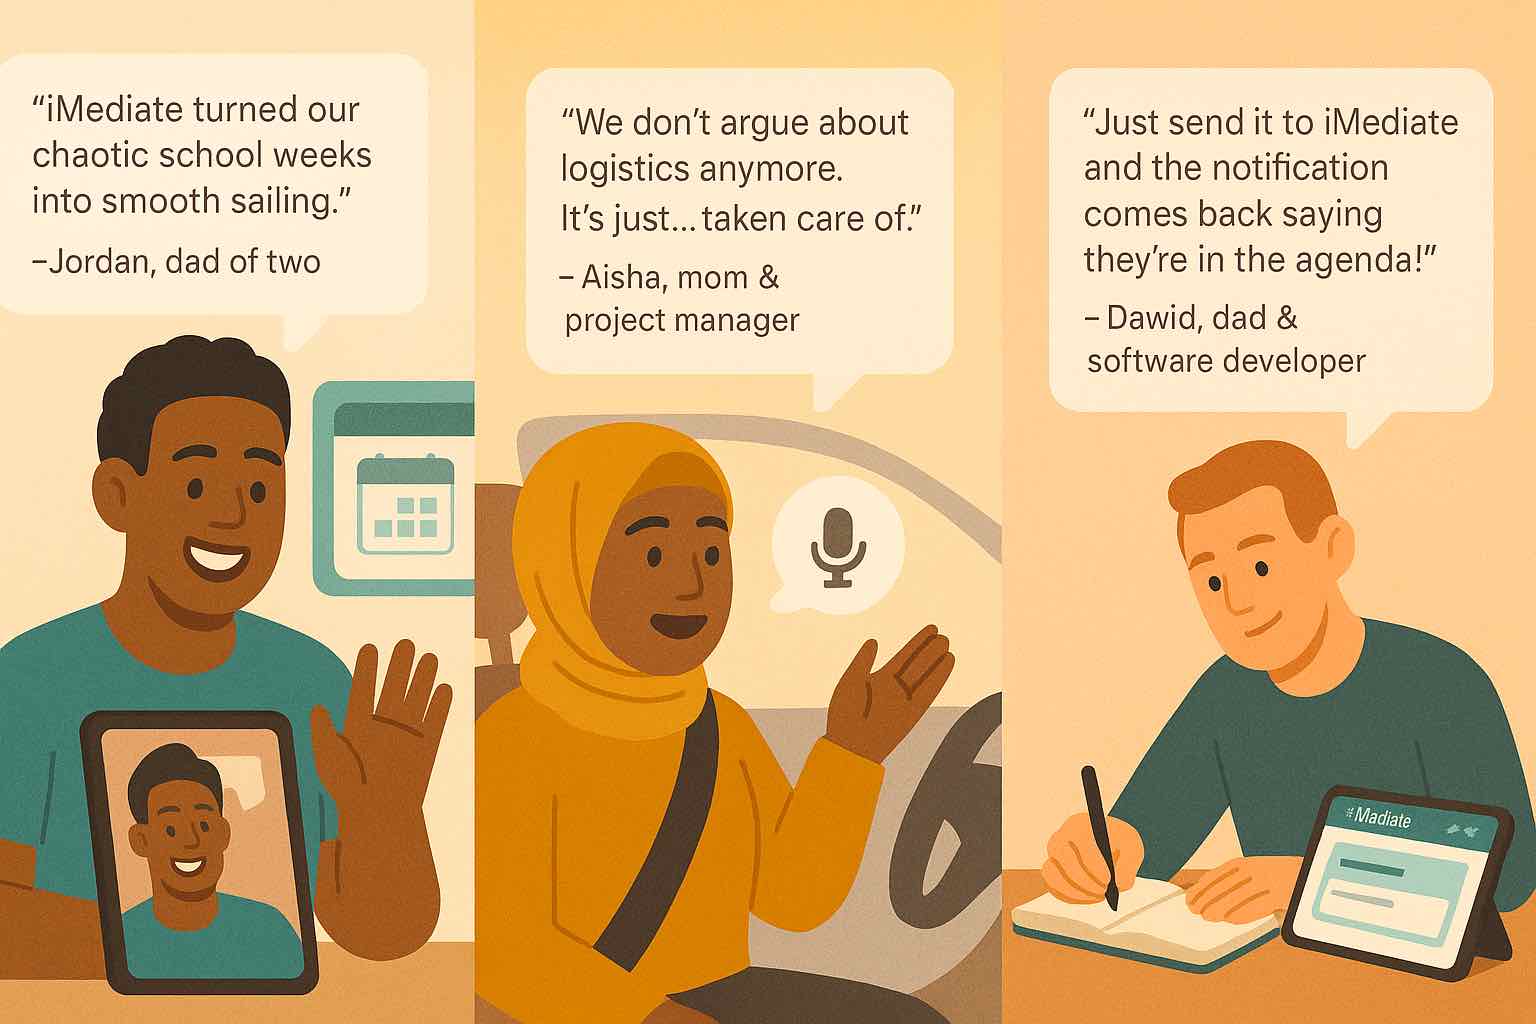 “iMediate turned our
chaotic school weeks
into smooth sailing.”
–Jordan, dad of two
“We don’t argue about
logistics anymore.
It’s just...taken care of.”
– Aisha, mom &
project manager
“Just send it to iMediate
and the notification
comes back saying
they’re in the agenda!”
– Dawid, dad &
software developer
Madiate